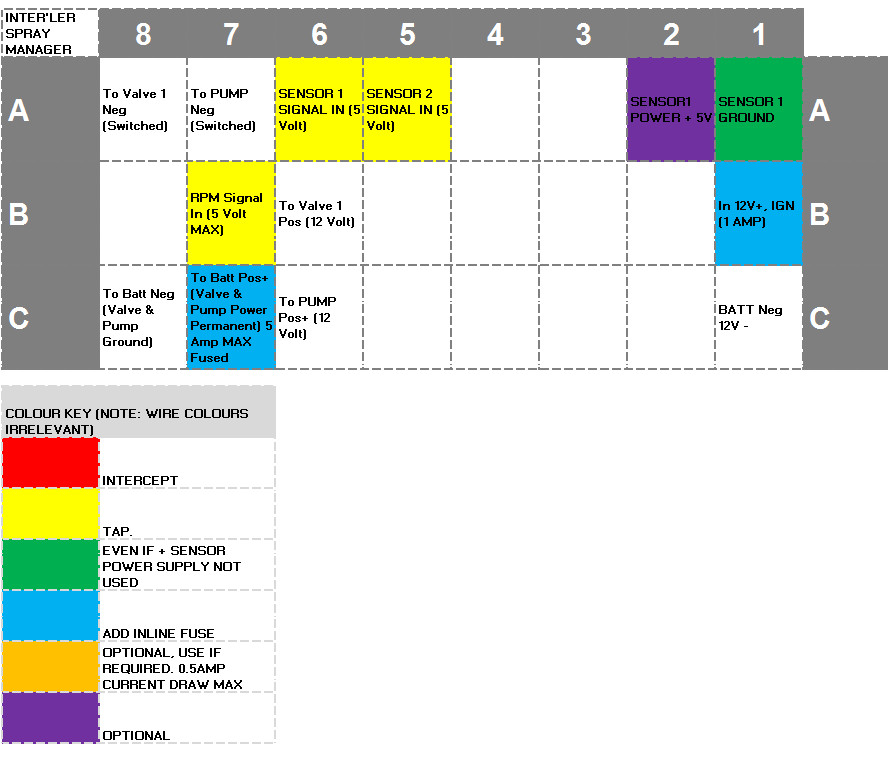 INTER'LER
SPRAY
MANAGER
8 7 6 5 4 3 2 1
A
To Valve 1
Neg
(Switched)
To PUMP
Neg
(Switched)
SENSOR 1
SIGNAL IN (5
Volt)
SENSOR 2
SIGNAL IN (5
Volt)
SENSOR1
POWER + 5V
SENSOR 1
GROUND
A
B
RPM Signal
In (5 Volt
MAX)
To Valve 1
Pos (12 Volt)
In 12V+, IGN
(1 AMP)
B
C
To Batt Neg
(Valve &
Pump
Ground)
To Batt Pos+
(Valve &
Pump Power
Permanent) 5
Amp MAX
Fused
To PUMP
Pos+ (12
Volt)
BATT Neg
12V -
C
COLOUR KEY (NOTE: WIRE COLOURS
IRRELEVANT)
INTERCEPT
TAP.
EVEN IF + SENSOR
POWER SUPPLY NOT
USED
ADD INLINE FUSE
OPTIONAL, USE IF
REQUIRED. 0.5AMP
CURRENT DRAW MAX
OPTIONAL